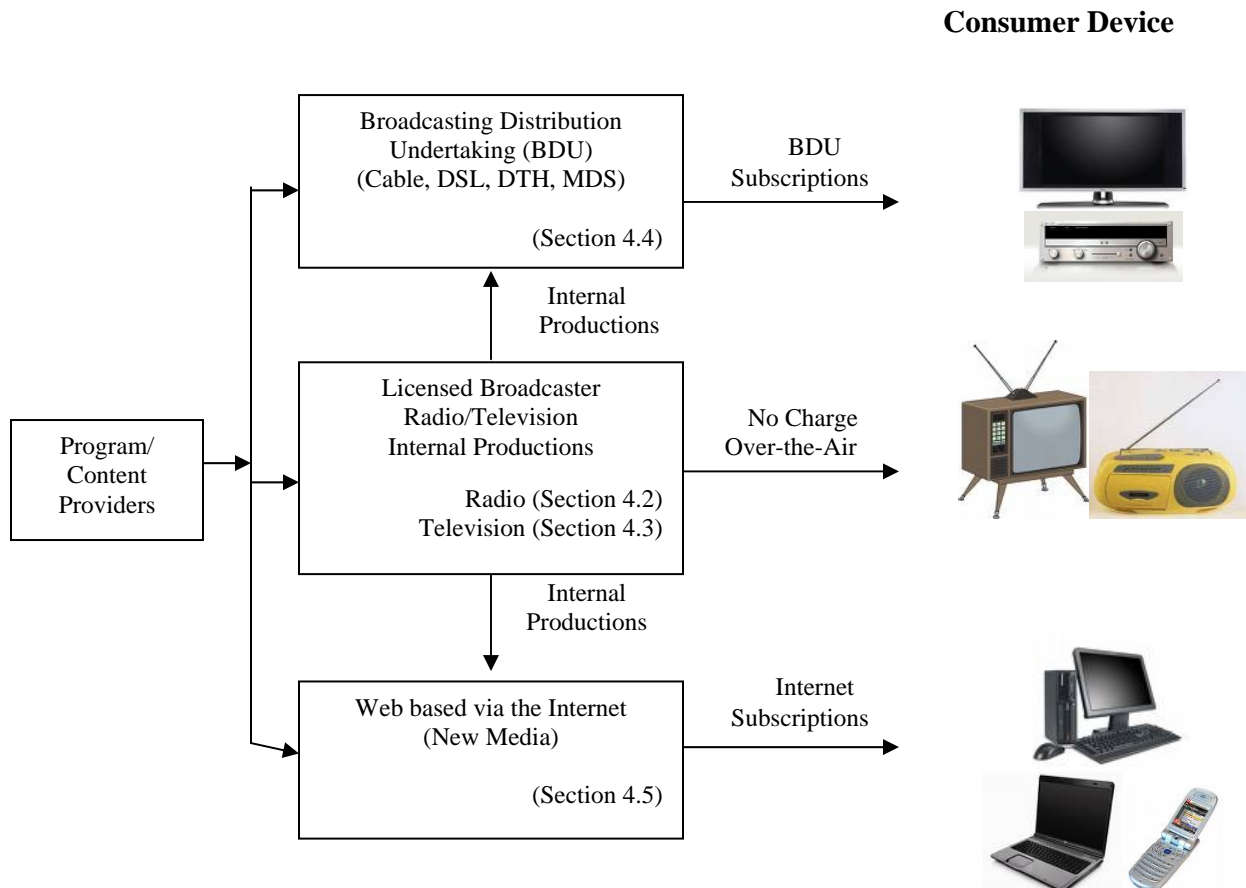 Consumer Device
Broadcasting Distribution
Undertaking (BDU)
(Cable, DSL, DTH, MDS)
(Section 4.4)
BDU
Subscriptions
Internal
Productions
Program/
Content
Providers
Licensed Broadcaster
Radio/Television
Internal Productions
Radio (Section 4.2)
Television (Section 4.3)
No Charge
Over-the-Air
Internal
Productions
Web based via the Internet
(New Media)
(Section 4.5)
Internet
Subscriptions